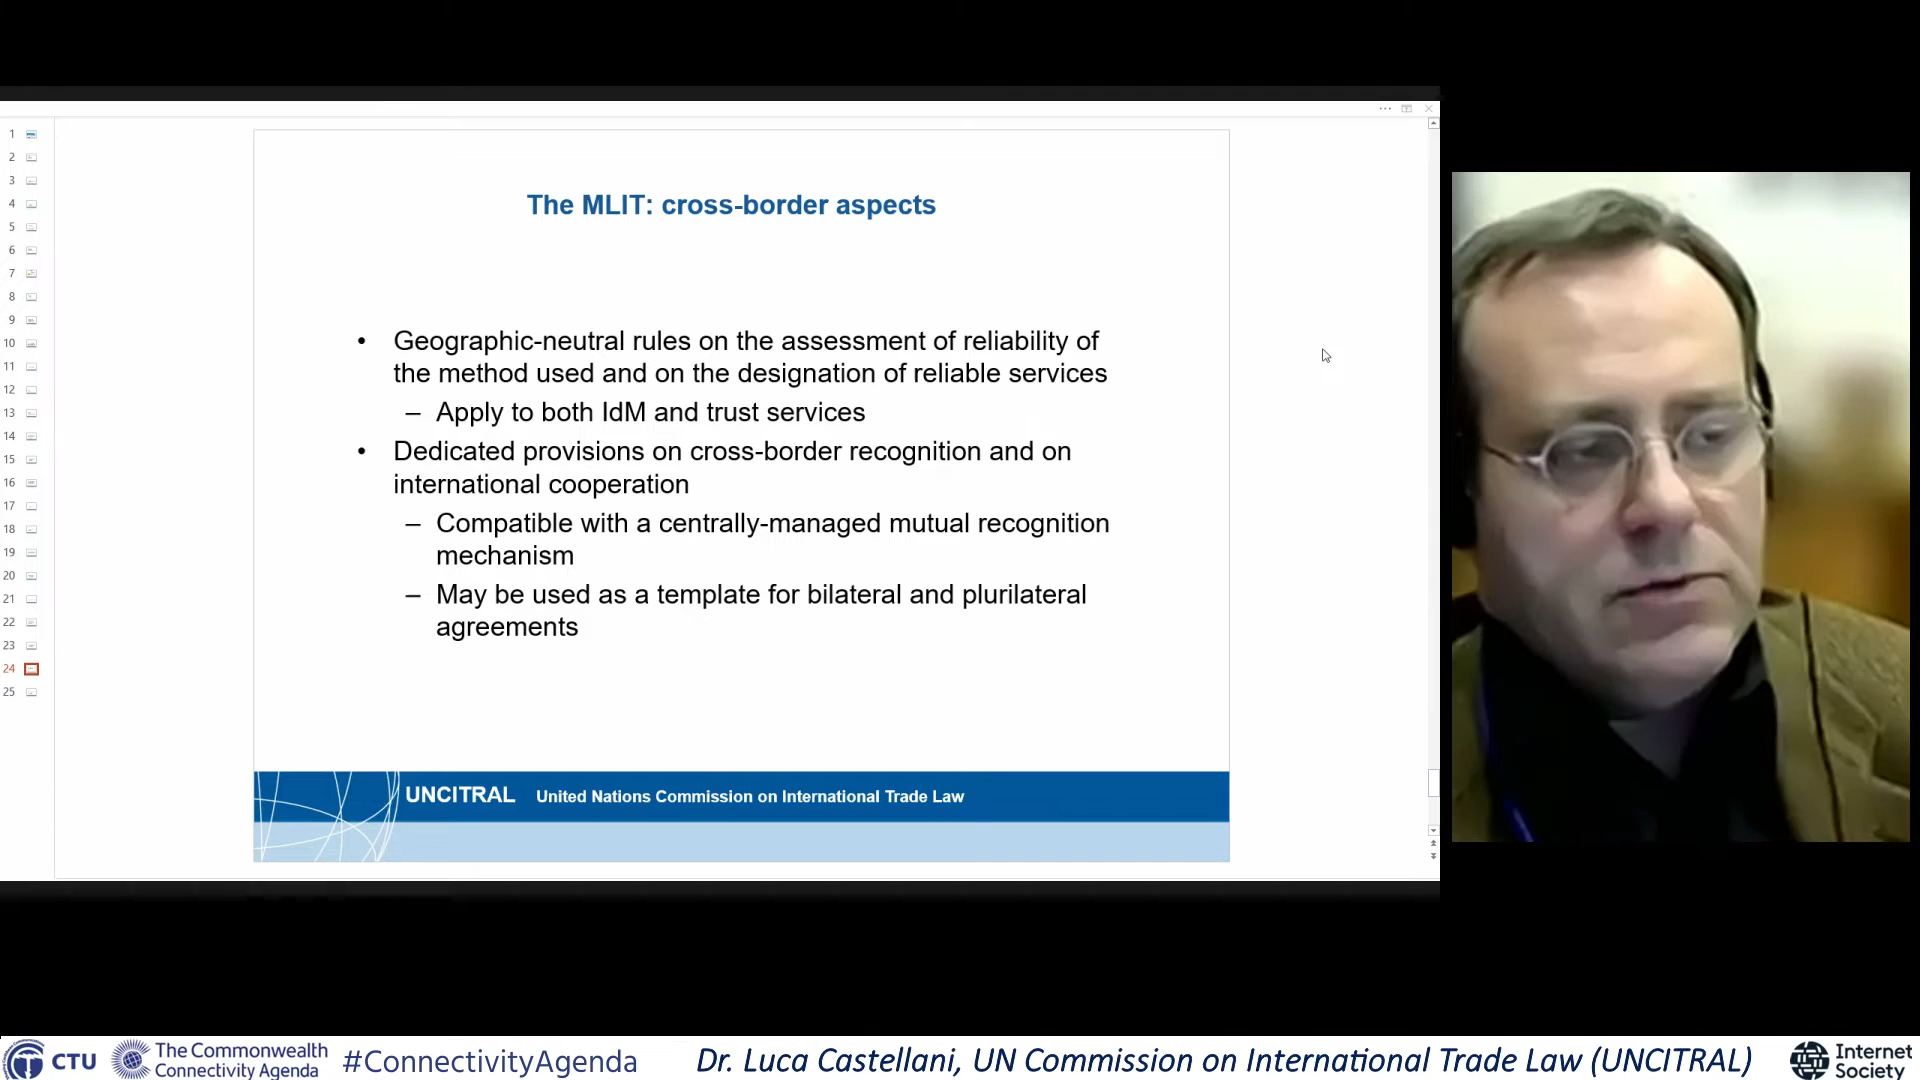 1
2
3
4
5
6
7
8
9
10
11
12
13
14
15
16
17
18
19
20
21
22
23
24
25
The MLIT: cross-border aspects
• Geographic-neutral rules on the assessment of reliability of
the method used and on the designation of reliable services
– Apply to both IdM and trust services
• Dedicated provisions on cross-border recognition and on
international cooperation
– Compatible with a centrally-managed mutual recognition
mechanism
– May be used as a template for bilateral and plurilateral
agreements
UNCITRAL United Nations Commission on International Trade Law
CTU
The Commonwealth
Connectivity Agenda
#ConnectivityAgenda
Dr. Luca Castellani, UN Commission on International Trade Law (UNCITRAL)
Internet
Society